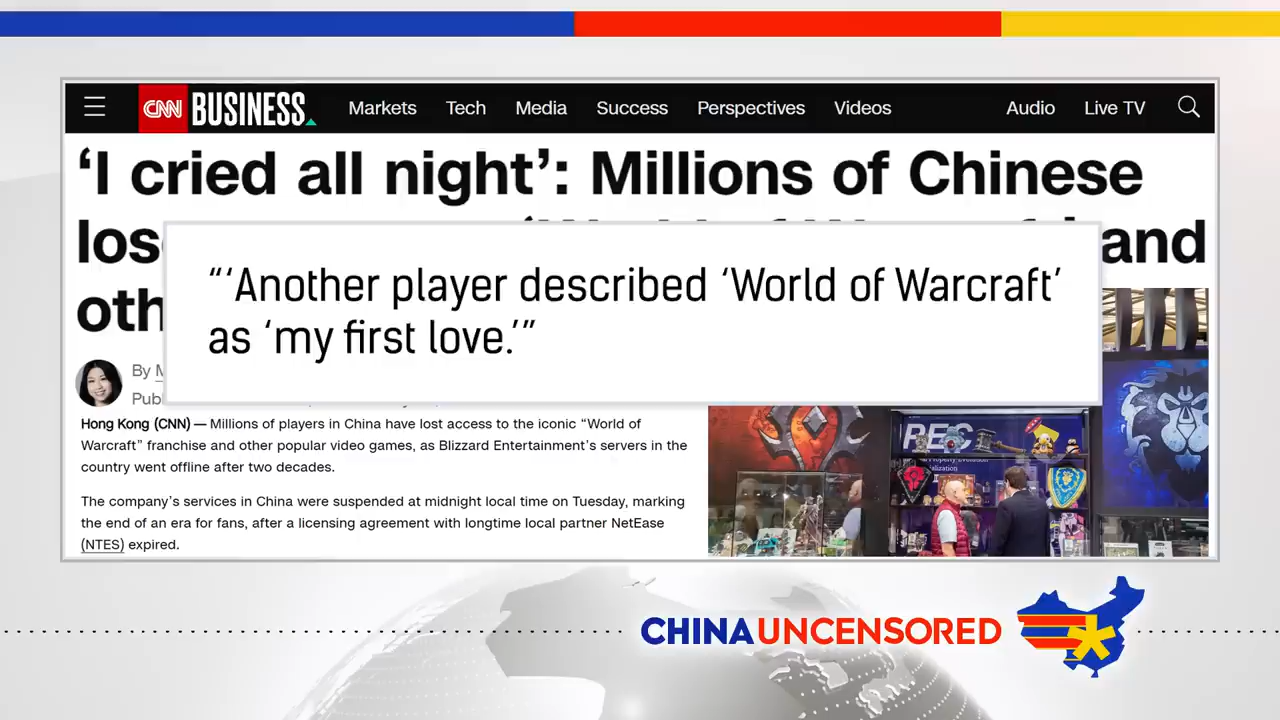 CNN BUSINESS Markets Tech Media Success Perspectives Videos Audio Live TV
‘I cried all night’: Millions of Chinese
los
and
oth
“‘Another player described ‘World of Warcraft’
as ‘my first love.’”
By M
Pub
Hong Kong (CNN) — Millions of players in China have lost access to the iconic “World of
Warcraft” franchise and other popular video games, as Blizzard Entertainment’s servers in the
country went offline after two decades.
The company’s services in China were suspended at midnight local time on Tuesday, marking
the end of an era for fans, after a licensing agreement with longtime local partner NetEase
(NTES) expired.
CHINA UNCENSORED